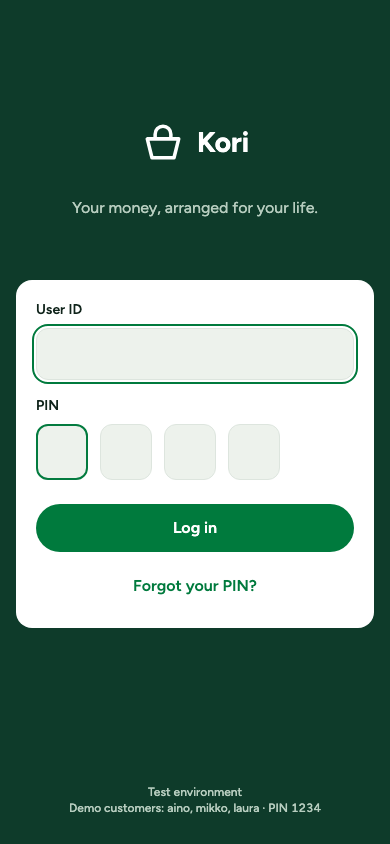 Kori
Your money, arranged for your life.
User ID
PIN
Log in
Forgot your PIN?
Test environment
Demo customers: aino, mikko, laura · PIN 1234